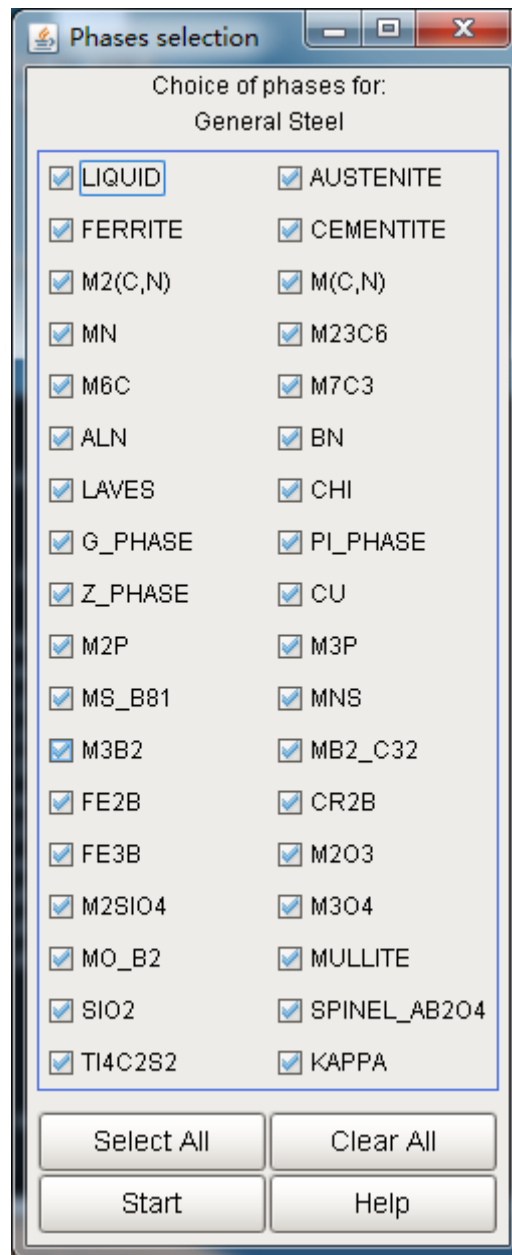 Phases selection
Choice of phases for:
General Steel
LIQUID AUSTENITE
FERRITE CEMENTITE
M2(C,N) M(C,N)
MN M23C6
M6C M7C3
ALN BN
LAVES CHI
G_PHASE PI_PHASE
Z_PHASE CU
M2P M3P
MS_B81 MNS
M3B2 MB2_C32
FE2B CR2B
FE3B M2O3
M2SIO4 M3O4
MO_B2 MULLITE
SIO2 SPINEL_AB2O4
TI4C2S2 KAPPA
Select All Clear All
Start Help